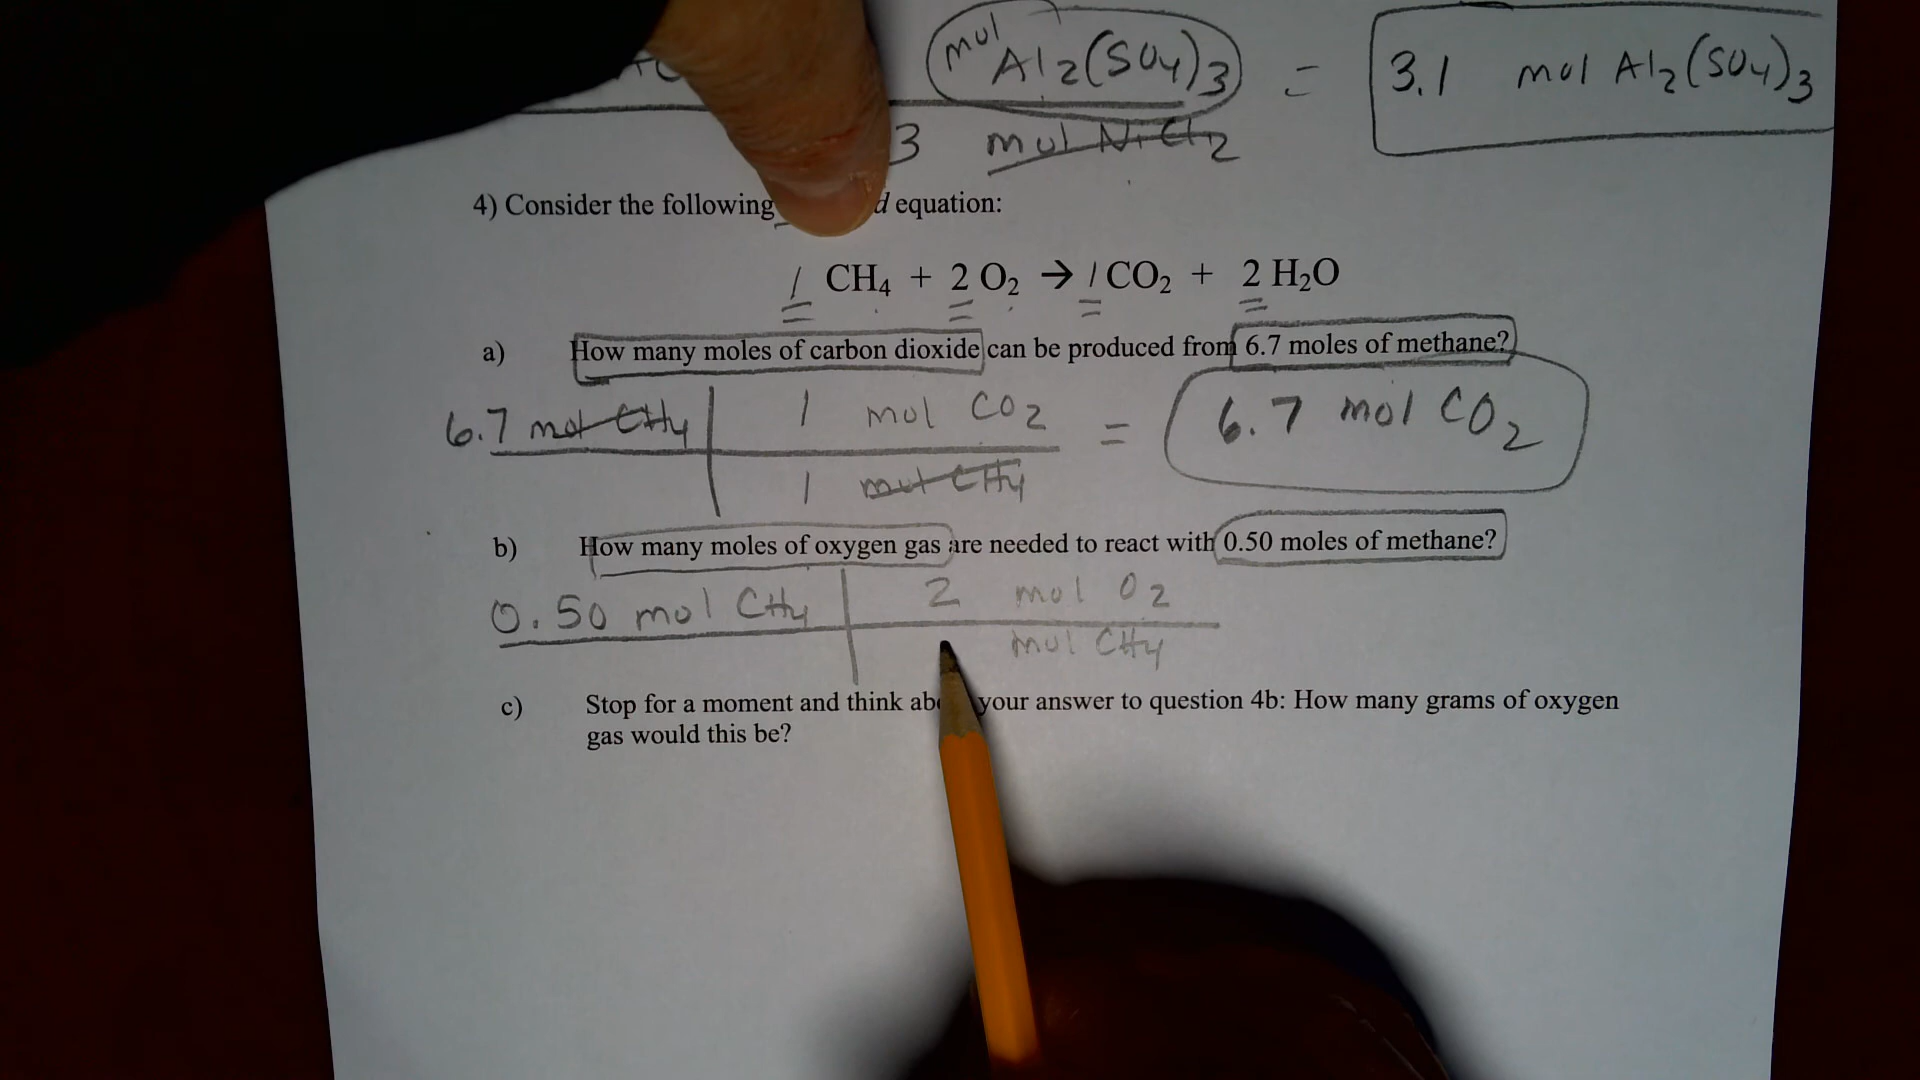 mol Al2(SO4)3 = 3.1 mol Al2(SO4)3
3 mol NiCl2
4) Consider the following equation:
1 CH₄ + 2 O₂ → 1 CO₂ + 2 H₂O
a) How many moles of carbon dioxide can be produced from 6.7 moles of methane?
6.7 mol CH4 1 mol CO2 = 6.7 mol CO2
1 mol CH4
b) How many moles of oxygen gas are needed to react with 0.50 moles of methane?
0.50 mol CH4 2 mol O2
mol CH4
c) Stop for a moment and think your answer to question 4b: How many grams of oxygen
gas would this be?